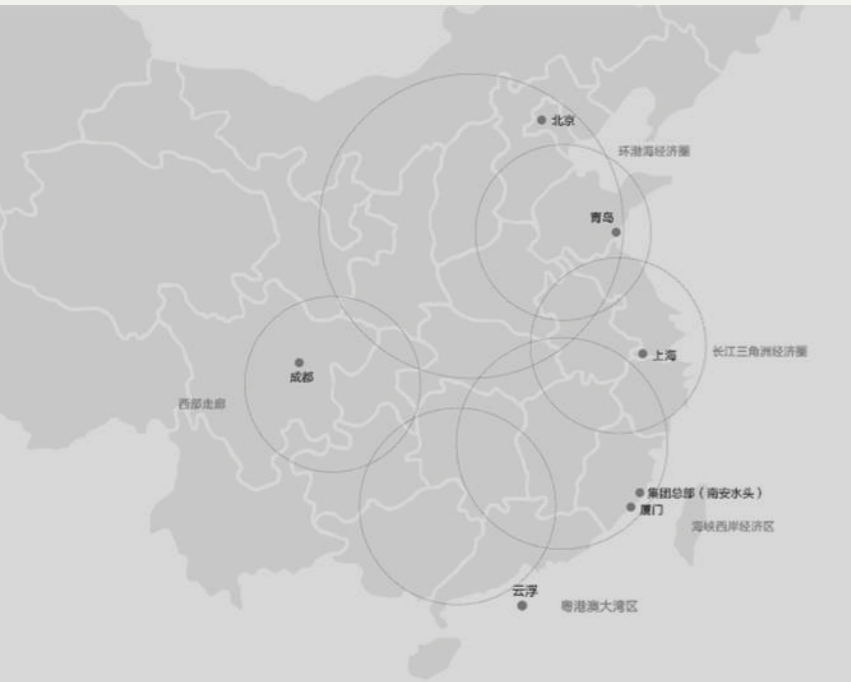 北京
环渤海经济圈
青岛
上海
长江三角洲经济圈
成都
西部走廊
集团总部（南安水头）
厦门
海峡西岸经济区
云浮
粤港澳大湾区